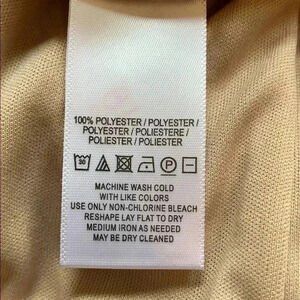 100% POLYESTER / POLYESTER /
POLYESTER / POLIESTERE /
POLIESTER / POLIESTER
30
P
MACHINE WASH COLD
WITH LIKE COLORS
USE ONLY NON-CHLORINE BLEACH
RESHAPE LAY FLAT TO DRY
MEDIUM IRON AS NEEDED
MAY BE DRY CLEANED